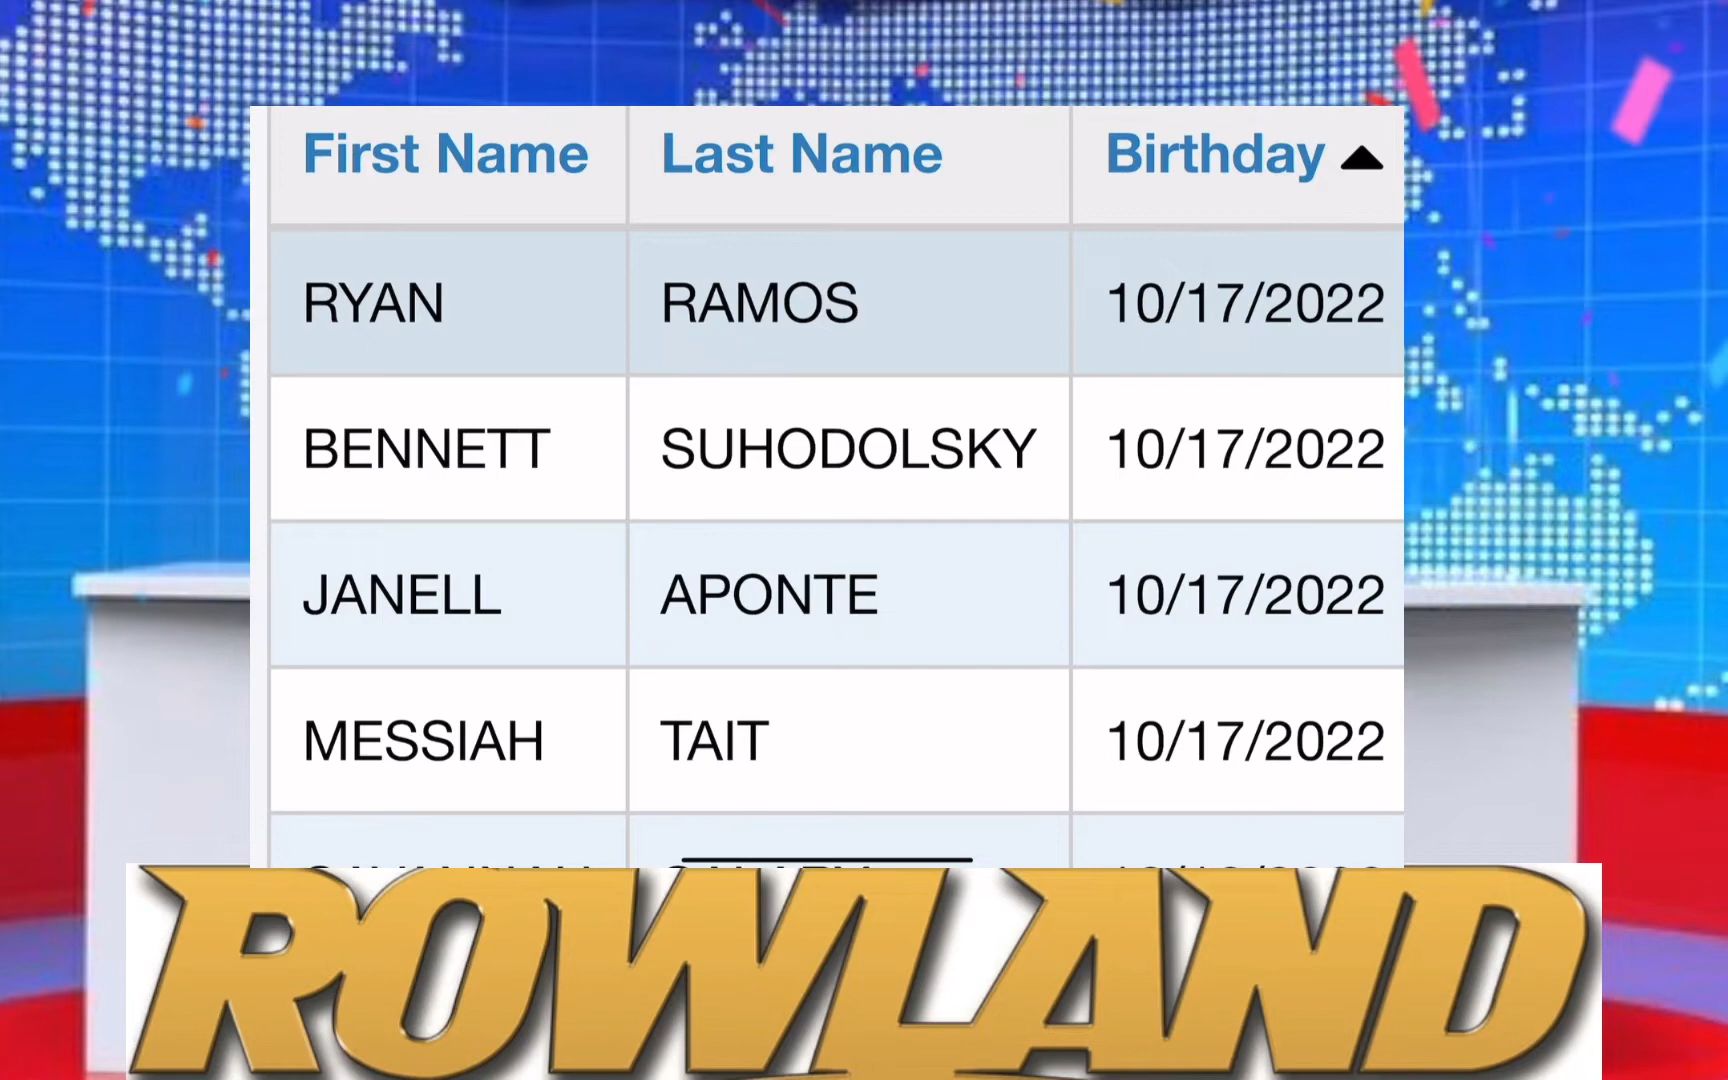 First Name Last Name Birthday
RYAN RAMOS 10/17/2022
BENNETT SUHODOLSKY 10/17/2022
JANELL APONTE 10/17/2022
MESSIAH TAIT 10/17/2022
ROWLAND